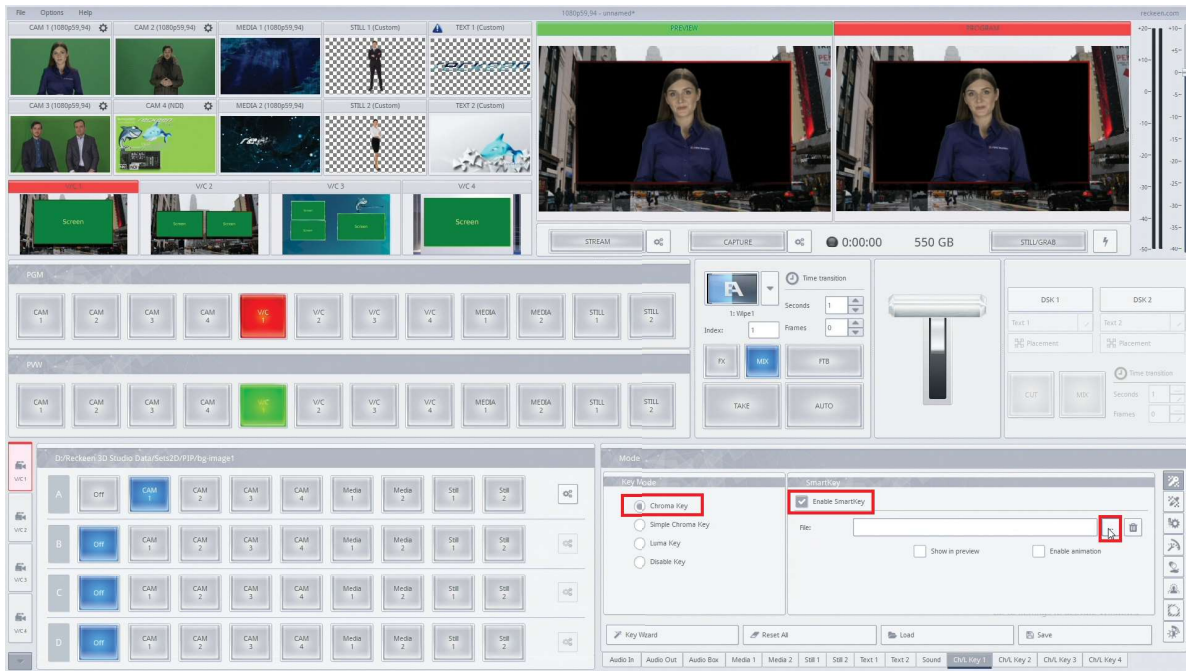 File Options Help 1080p59,94 - unnamed* reckeen.com
CAM 1 (1080p59,94) CAM 2 (1080p59,94) MEDIA 1 (1080p59,94) STILL 1 (Custom) TEXT 1 (Custom)
PREVIEW PROGRAM
CAM 3 (1080p59,94) CAM 4 (NDI) MEDIA 2 (1080p59,94) STILL 2 (Custom) TEXT 2 (Custom)
V/C 1 V/C 2 V/C 3 V/C 4
Screen Screen Screen Screen Screen Screen Screen
STREAM CAPTURE 0:00:00 550 GB STILL/GRAB
PGM
CAM 1 CAM 2 CAM 3 CAM 4 V/C 1 V/C 2 V/C 3 V/C 4 MEDIA 1 MEDIA 2 STILL 1 STILL 2
PVW
CAM 1 CAM 2 CAM 3 CAM 4 V/C 1 V/C 2 V/C 3 V/C 4 MEDIA 1 MEDIA 2 STILL 1 STILL 2
1: Wipe1
Index: 1
Time transition
Seconds 1
Frames 0
FX MIX FTB
TAKE AUTO
DSK 1 DSK 2
Text 1 Text 2
Placement Placement
CUT MIX
Time transition
Seconds 1
Frames 0
V/C 1
V/C 2
V/C 3
V/C 4
D:/Reckeen 3D Studio Data/Sets2D/PIP/bg-image1
A Off CAM 1 CAM 2 CAM 3 CAM 4 Media 1 Media 2 Still 1 Still 2
B Off CAM 1 CAM 2 CAM 3 CAM 4 Media 1 Media 2 Still 1 Still 2
C Off CAM 1 CAM 2 CAM 3 CAM 4 Media 1 Media 2 Still 1 Still 2
D Off CAM 1 CAM 2 CAM 3 CAM 4 Media 1 Media 2 Still 1 Still 2
Mode
Key Mode
Chroma Key
Simple Chroma Key
Luma Key
Disable Key
SmartKey
Enable SmartKey
File:
Show in preview Enable animation
Key Wizard Reset All Load Save
Audio In Audio Out Audio Box Media 1 Media 2 Still 1 Still 2 Text 1 Text 2 Sound Ch/L Key 1 Ch/L Key 2 Ch/L Key 3 Ch/L Key 4